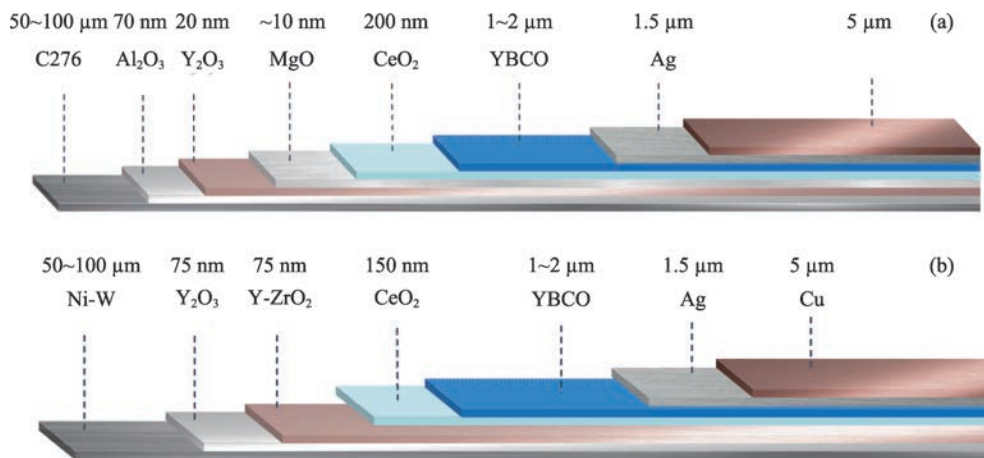 50~100 µm 70 nm 20 nm ~10 nm 200 nm 1~2 µm 1.5 µm 5 µm (a)
C276 Al₂O₃ Y₂O₃ MgO CeO₂ YBCO Ag
50~100 µm 75 nm 75 nm 150 nm 1~2 µm 1.5 µm 5 µm (b)
Ni-W Y₂O₃ Y-ZrO₂ CeO₂ YBCO Ag Cu